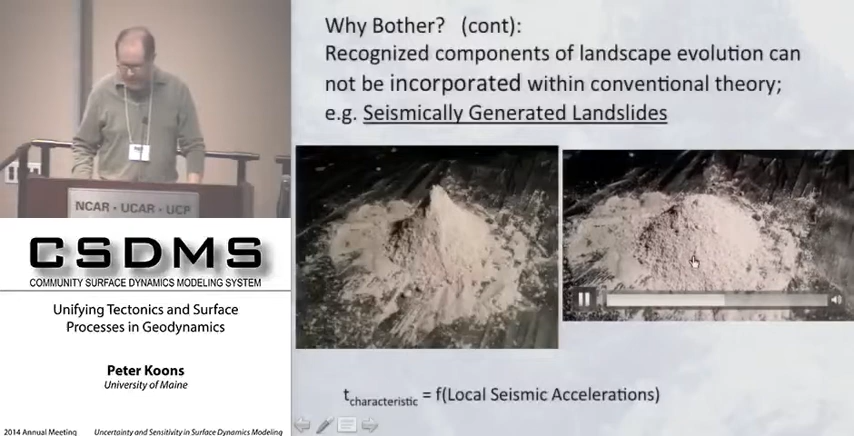 Why Bother? (cont):
Recognized components of landscape evolution can
not be incorporated within conventional theory;
e.g. Seismically Generated Landslides
NCAR • UCAR • UCP
CSDMS
COMMUNITY SURFACE DYNAMICS MODELING SYSTEM
Unifying Tectonics and Surface
Processes in Geodynamics
Peter Koons
University of Maine
t characteristic = f(Local Seismic Accelerations)
2014 Annual Meeting Uncertainty and Sensitivity in Surface Dynamics Modeling